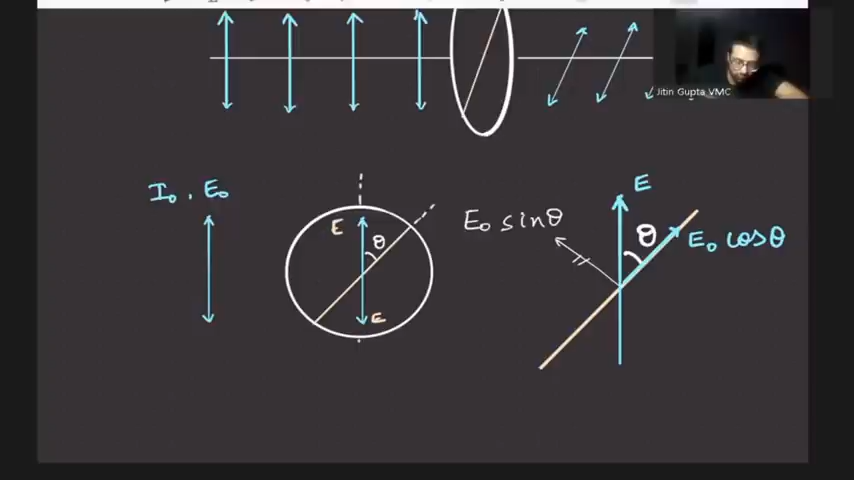 Jitin Gupta VMC
I₀ , E₀
E
θ
E
E₀ sinθ
E
θ
E₀ cosθ